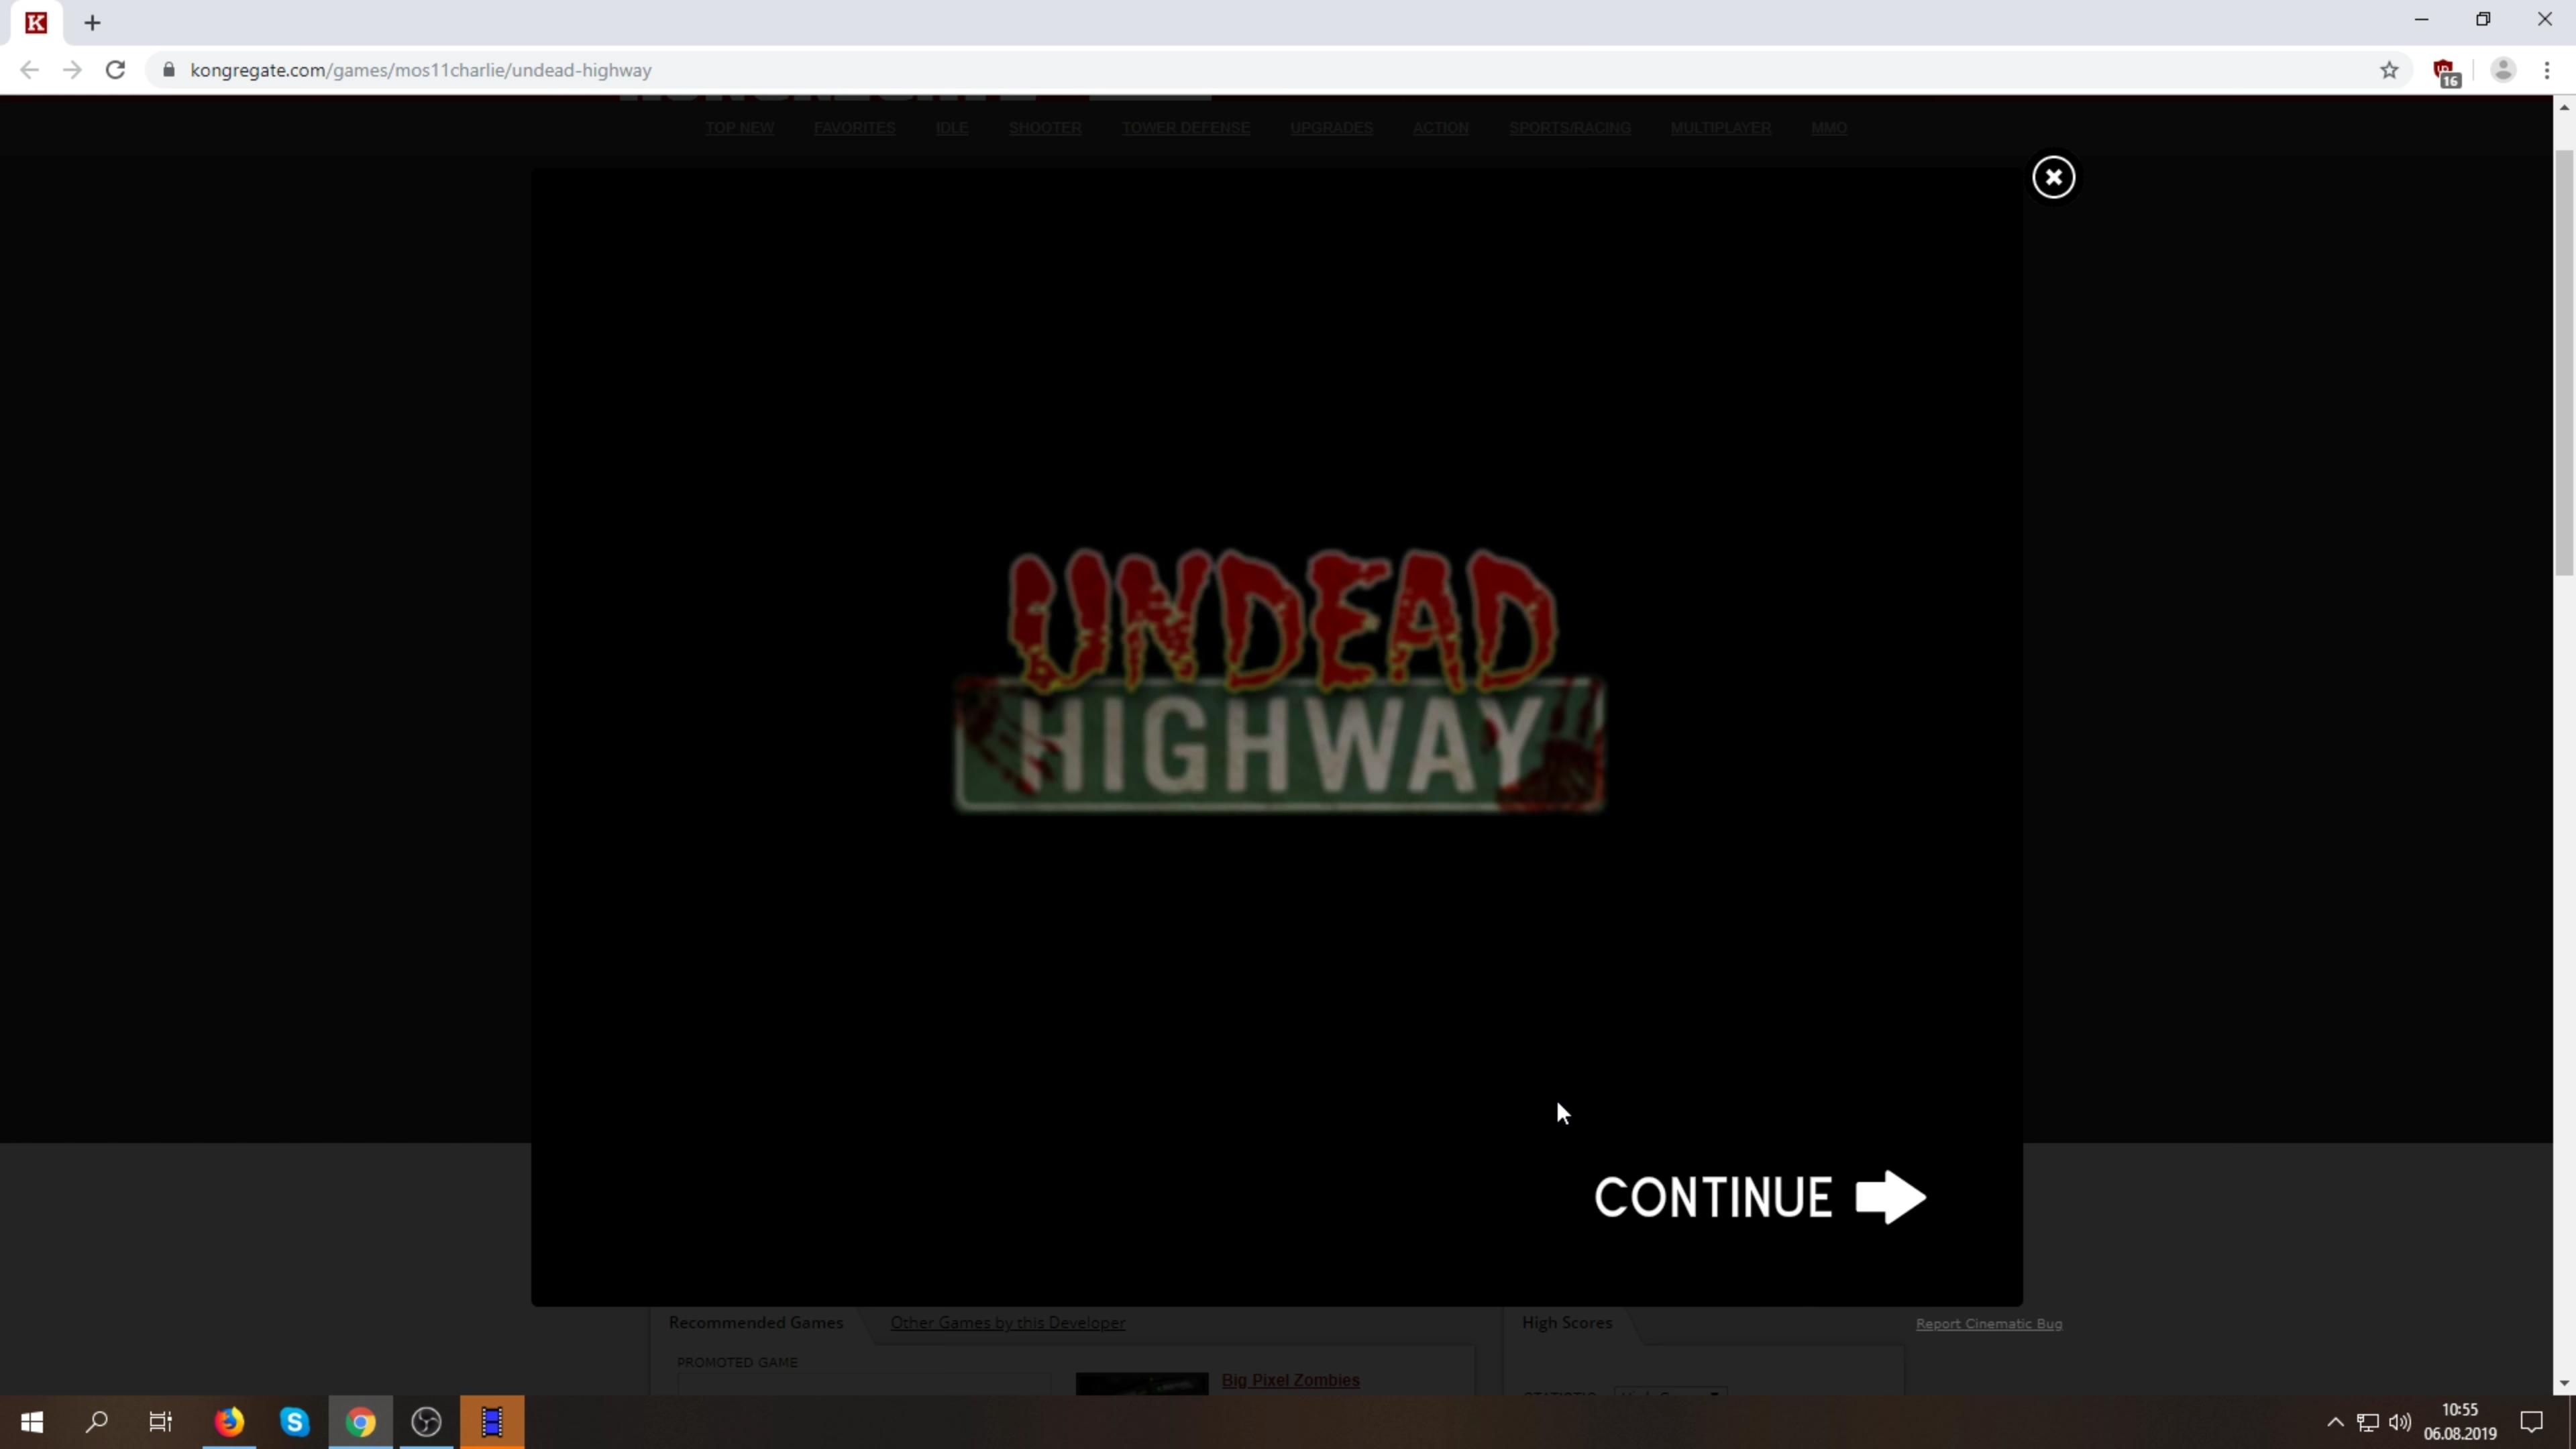 K
kongregate.com/games/mos11charlie/undead-highway
16
TOP NEW FAVORITES IDLE SHOOTER TOWER DEFENSE UPGRADES ACTION SPORTS/RACING MULTIPLAYER MMO
UNDEAD
HIGHWAY
CONTINUE
Recommended Games Other Games by this Developer High Scores Report Cinematic Bug
PROMOTED GAME
Big Pixel Zombies
S
10:55
06.08.2019